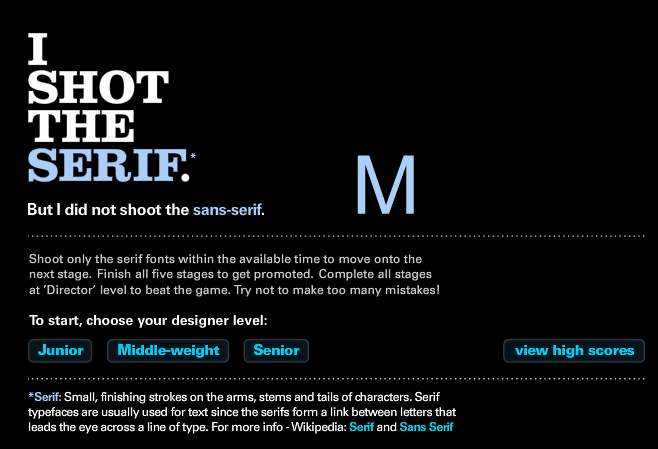 I
SHOT
THE
SERIF.*
But I did not shoot the sans-serif.
M
Shoot only the serif fonts within the available time to move onto the
next stage. Finish all five stages to get promoted. Complete all stages
at ‘Director’ level to beat the game. Try not to make too many mistakes!
To start, choose your designer level:
Junior Middle-weight Senior view high scores
*Serif: Small, finishing strokes on the arms, stems and tails of characters. Serif
typefaces are usually used for text since the serifs form a link between letters that
leads the eye across a line of type. For more info - Wikipedia: Serif and Sans Serif